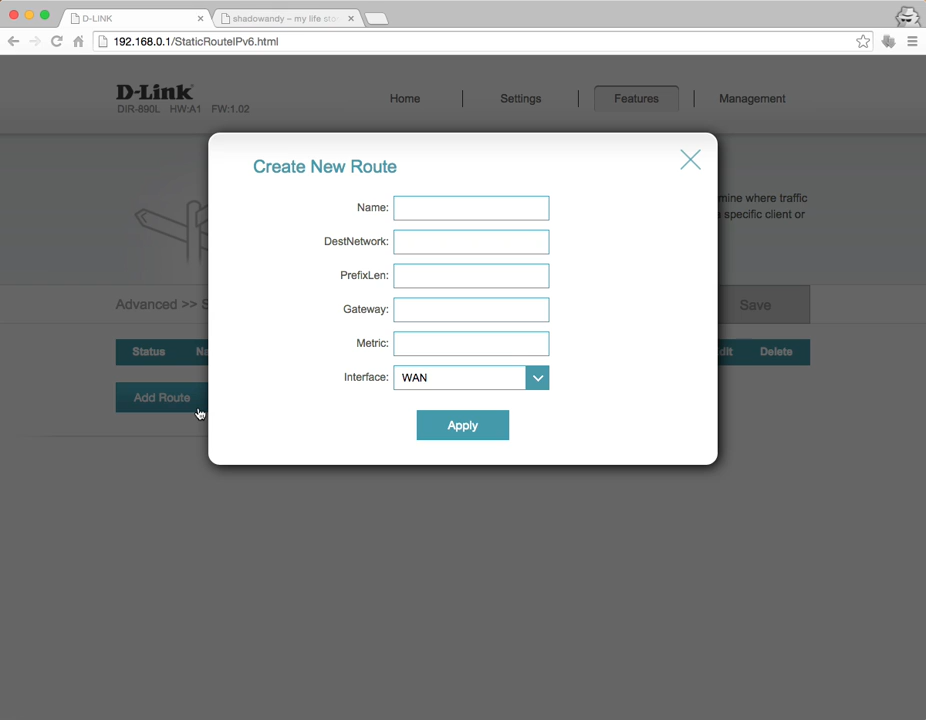 D-LINK
shadowandy – my life sto
192.168.0.1/StaticRouteIPv6.html
D-Link
DIR-890L HW:A1 FW:1.02
Home
Settings
Features
Management
Create New Route
mine where traffic
specific client or
Name:
DestNetwork:
PrefixLen:
Gateway:
Metric:
Interface: WAN
Apply
Advanced >> S
Save
Status Na
dit Delete
Add Route